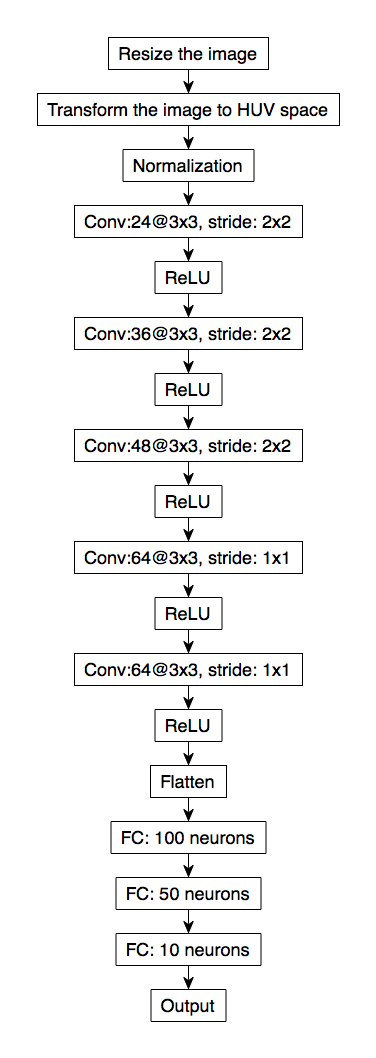 Resize the image
Transform the image to HUV space
Normalization
Conv:24@3x3, stride: 2x2
ReLU
Conv:36@3x3, stride: 2x2
ReLU
Conv:48@3x3, stride: 2x2
ReLU
Conv:64@3x3, stride: 1x1
ReLU
Conv:64@3x3, stride: 1x1
ReLU
Flatten
FC: 100 neurons
FC: 50 neurons
FC: 10 neurons
Output